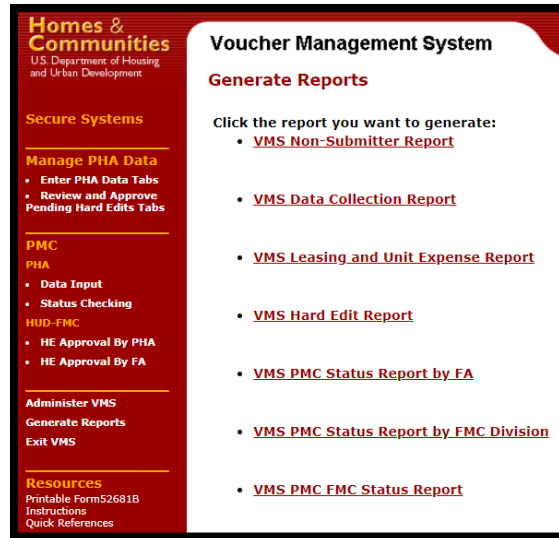 Homes &
Communities
U.S. Department of Housing
and Urban Development
Secure Systems
Manage PHA Data
• Enter PHA Data Tabs
• Review and Approve
Pending Hard Edits Tabs
PMC
PHA
• Data Input
• Status Checking
HUD-FMC
• HE Approval By PHA
• HE Approval By FA
Administer VMS
Generate Reports
Exit VMS
Resources
Printable Form52681B
Instructions
Quick References
Voucher Management System
Generate Reports
Click the report you want to generate:
• VMS Non-Submitter Report
• VMS Data Collection Report
• VMS Leasing and Unit Expense Report
• VMS Hard Edit Report
• VMS PMC Status Report by FA
• VMS PMC Status Report by FMC Division
• VMS PMC FMC Status Report